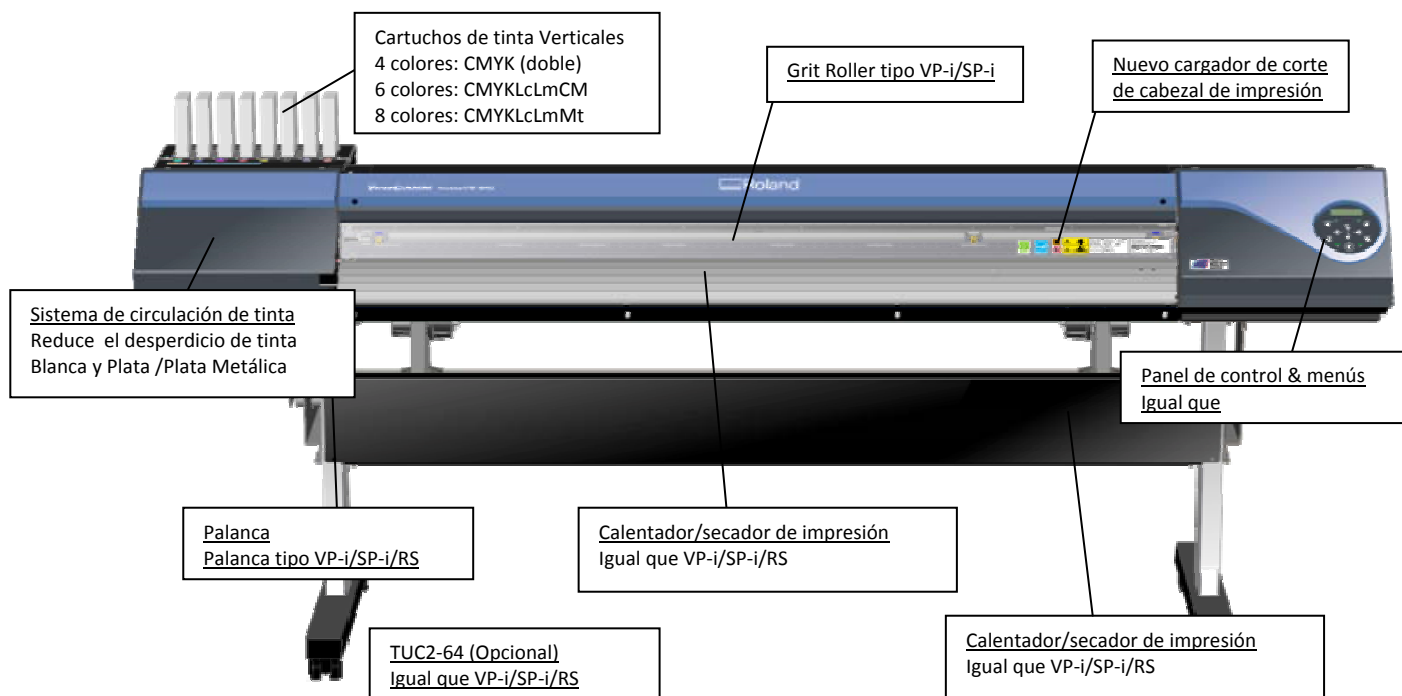 Cartuchos de tinta Verticales
4 colores: CMYK (doble)
6 colores: CMYKLcLmCM
8 colores: CMYKLcLmMt
Grit Roller tipo VP-i/SP-i
Nuevo cargador de corte
de cabezal de impresión
Roland
Sistema de circulación de tinta
Reduce el desperdicio de tinta
Blanca y Plata /Plata Metálica
Panel de control & menús
Igual que
Palanca
Palanca tipo VP-i/SP-i/RS
Calentador/secador de impresión
Igual que VP-i/SP-i/RS
TUC2-64 (Opcional)
Igual que VP-i/SP-i/RS
Calentador/secador de impresión
Igual que VP-i/SP-i/RS